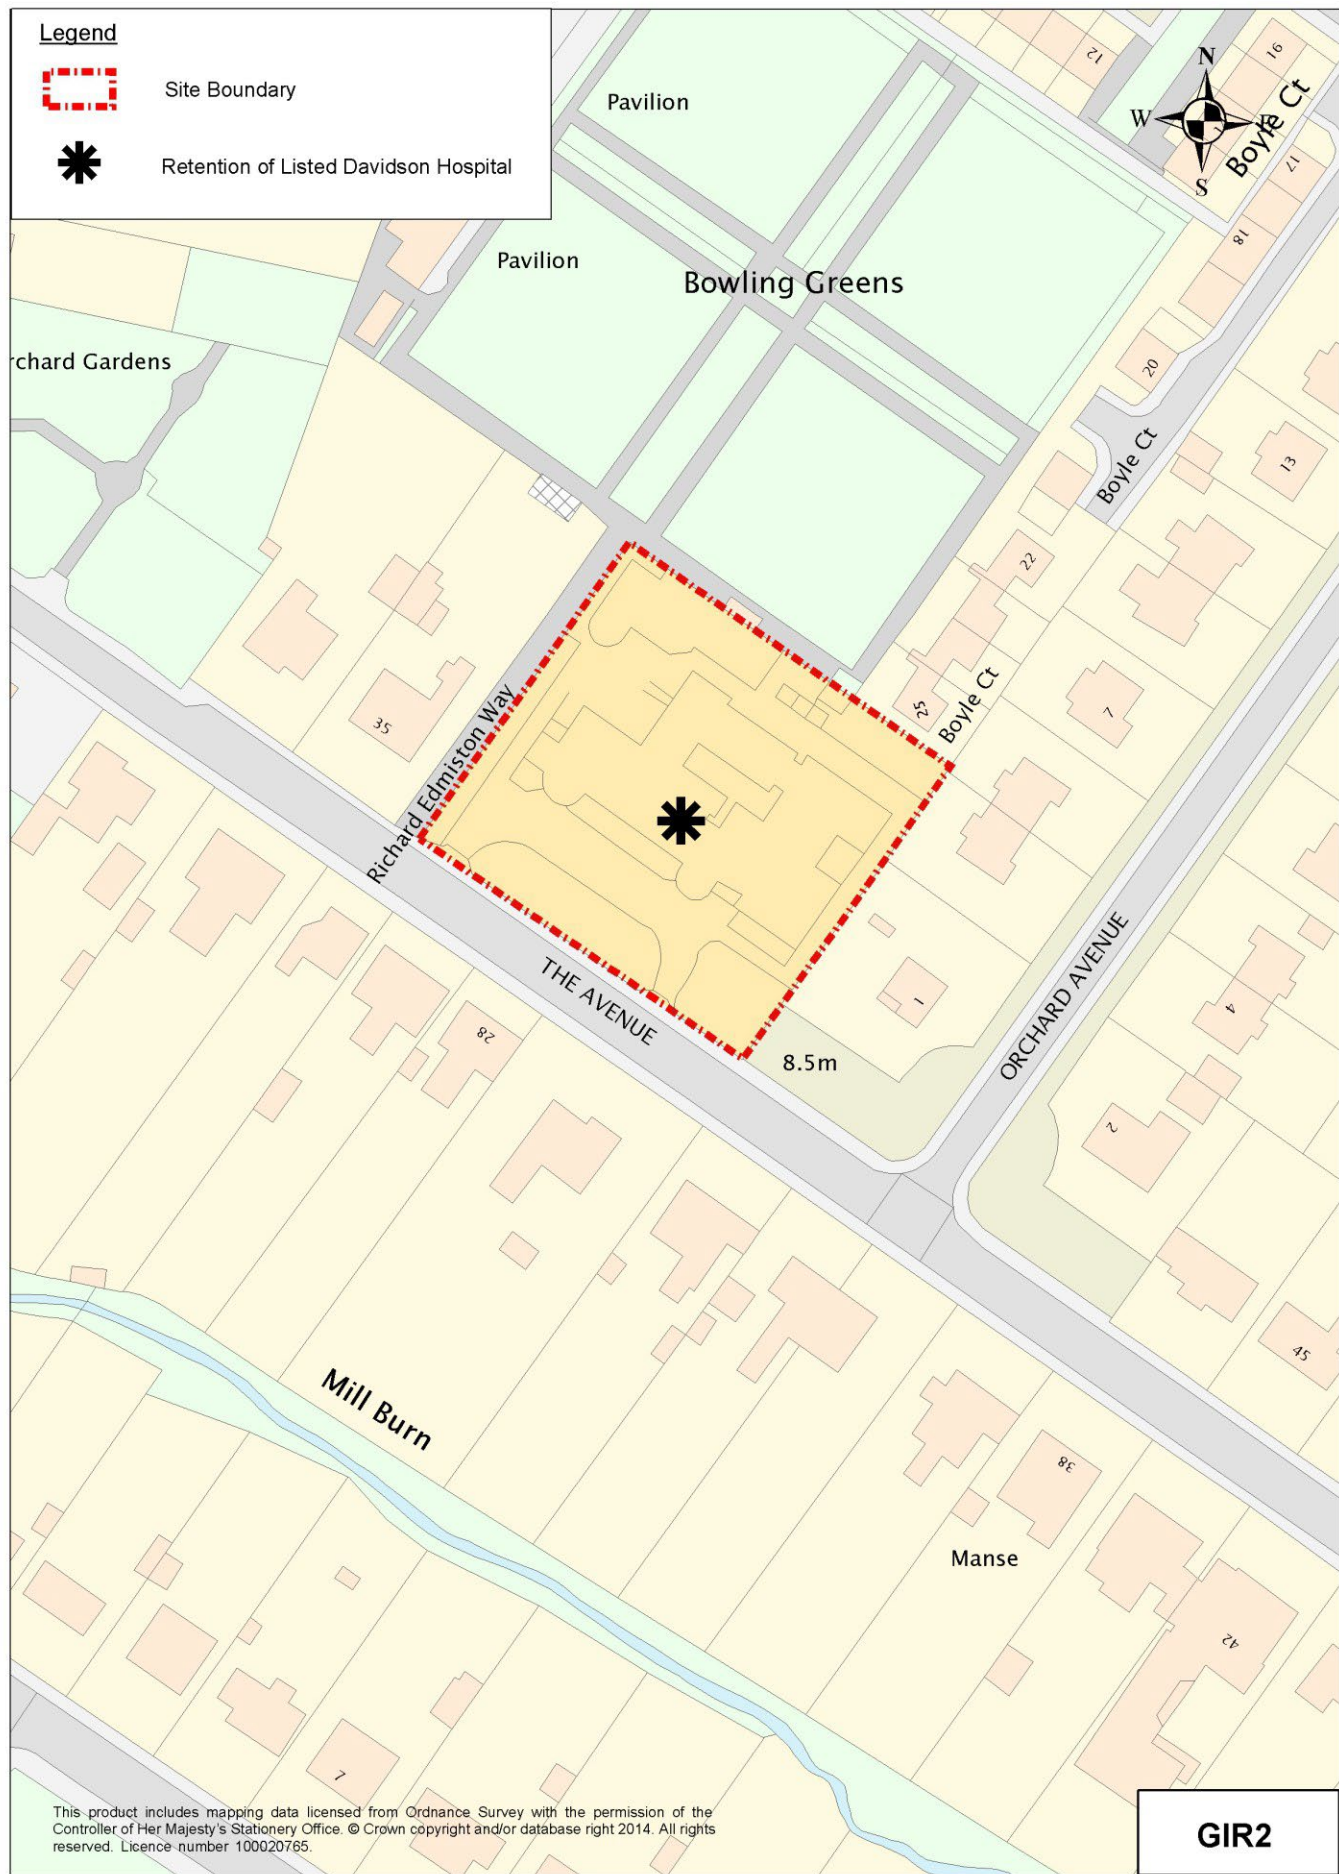 Legend
Site Boundary
Retention of Listed Davidson Hospital
N
W
E
S
12
16
1
Boyle Ct
17
18
Pavilion
Pavilion
Bowling Greens
20
rchard Gardens
Boyle Ct
13
22
25
Boyle Ct
7
35
Richard Edmiston Way
THE AVENUE
ORCHARD AVENUE
1
4
28
8.5m
2
45
Mill Burn
38
Manse
42
7
This product includes mapping data licensed from Ordnance Survey with the permission of the
Controller of Her Majesty's Stationery Office. © Crown copyright and/or database right 2014. All rights
reserved. Licence number 100020765.
GIR2